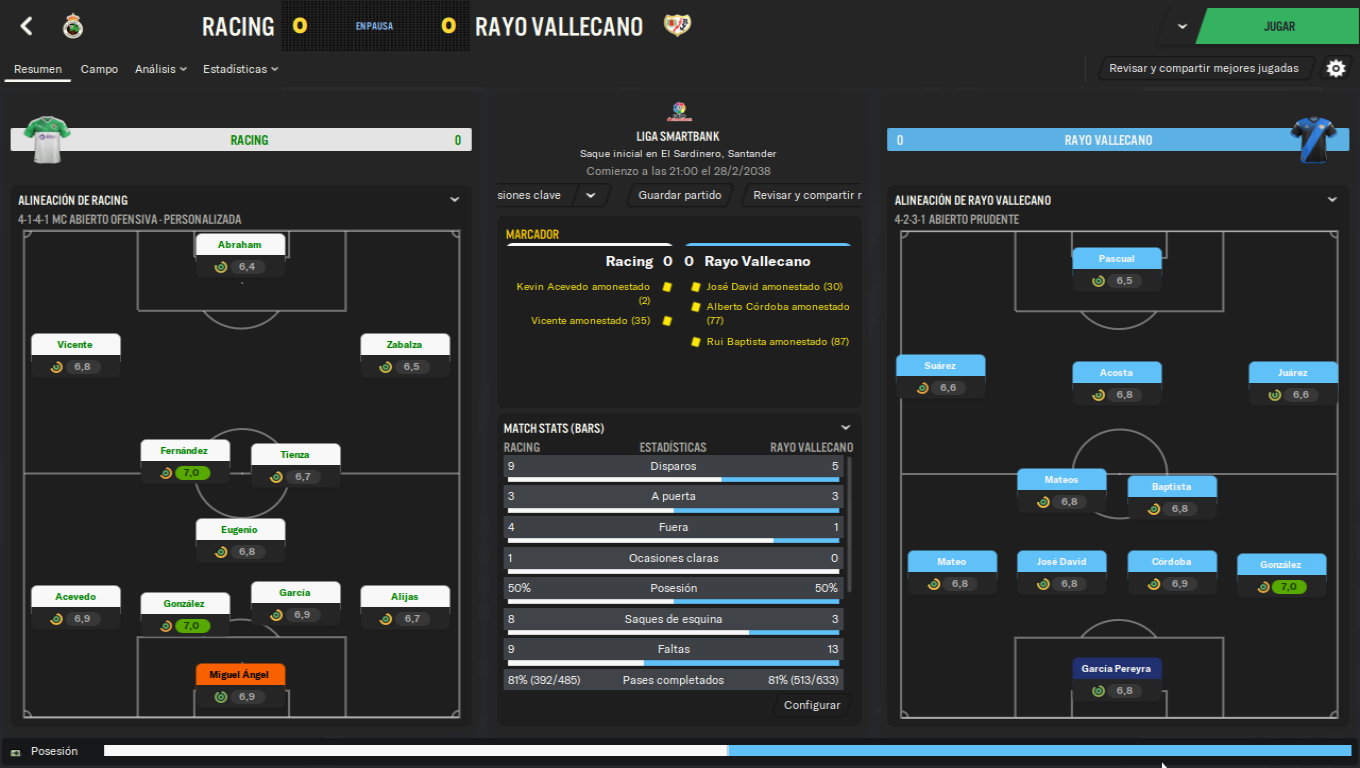 RACING 0 EN PAUSA 0 RAYO VALLECANO
JUGAR
Resumen Campo Análisis Estadísticas
Revisar y compartir mejores jugadas
RACING 0
LIGA SMARTBANK
Saque inicial en El Sardinero, Santander
Comienzo a las 21:00 el 28/2/2038
siones clave Guardar partido Revisar y compartir r
0 RAYO VALLECANO
ALINEACIÓN DE RACING
4-1-4-1 MC ABIERTO OFENSIVA - PERSONALIZADA
Abraham
6,4
Vicente
6,8
Zabalza
6,5
Fernández
7,0
Tienza
6,7
Eugenio
6,8
Acevedo
6,9
González
7,0
García
6,9
Alijas
6,7
Miguel Ángel
6,9
MARCADOR
Racing 0 0 Rayo Vallecano
Kevin Acevedo amonestado
(2)
Vicente amonestado (35)
José David amonestado (30)
Alberto Córdoba amonestado
(77)
Rui Baptista amonestado (87)
MATCH STATS (BARS)
RACING ESTADÍSTICAS RAYO VALLECANO
9 Disparos 5
3 A puerta 3
4 Fuera 1
1 Ocasiones claras 0
50% Posesión 50%
8 Saques de esquina 3
9 Faltas 13
81% (392/485) Pases completados 81% (513/633)
Configurar
ALINEACIÓN DE RAYO VALLECANO
4-2-3-1 ABIERTO PRUDENTE
Pascual
6,5
Suárez
6,6
Acosta
6,8
Juárez
6,6
Mateos
6,8
Baptista
6,8
Mateo
6,8
José David
6,8
Córdoba
6,9
González
7,0
García Pereyra
6,8
Posesión